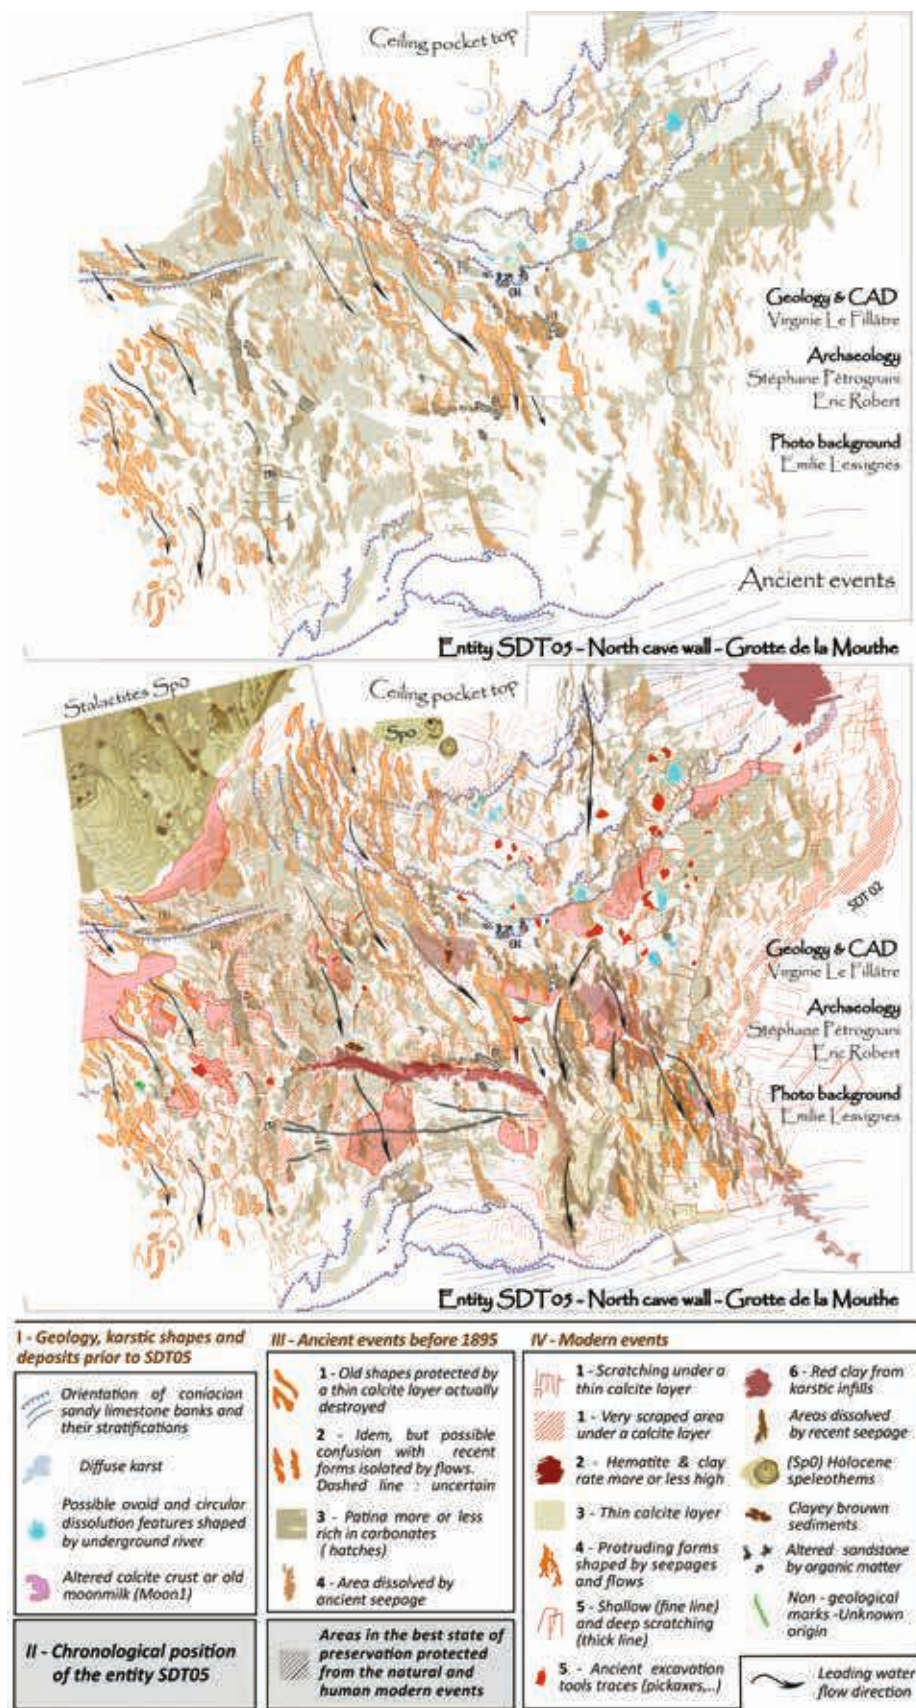 Ceiling pocket top
Geology & CAD
Virginie Le Fillâtre
Archaeology
Stéphane Pétrognani
Eric Robert
Photo background
Emilie Lesvignes
Ancient events
Entity SDT05 - North cave wall - Grotte de la Mouthe
Stalactites Sp0
Ceiling pocket top
Sp0
SDT 02
Geology & CAD
Virginie Le Fillâtre
Archaeology
Stéphane Pétrognani
Eric Robert
Photo background
Emilie Lesvignes
Entity SDT05 - North cave wall - Grotte de la Mouthe
I - Geology, karstic shapes and
deposits prior to SDT05
Orientation of coniacian
sandy limestone banks and
their stratifications
Diffuse karst
Possible ovoid and circular
dissolution features shaped
by underground river
Altered calcite crust or old
moonmilk (Moon1)
II - Chronological position
of the entity SDT05
III - Ancient events before 1895
1 - Old shapes protected by
a thin calcite layer actually
destroyed
2 - Idem, but possible
confusion with recent
forms isolated by flows.
Dashed line : uncertain
3 - Patina more or less
rich in carbonates
(hatches)
4 - Area dissolved by
ancient seepage
Areas in the best state of
preservation protected
from the natural and
human modern events
IV - Modern events
1 - Scratching under a
thin calcite layer
1 - Very scraped area
under a calcite layer
2 - Hematite & clay
rate more or less high
3 - Thin calcite layer
4 - Protruding forms
shaped by seepages
and flows
5 - Shallow (fine line)
and deep scratching
(thick line)
5 - Ancient excavation
tools traces (pickaxes,..)
6 - Red clay from
karstic infills
Areas dissolved
by recent seepage
(Sp0) Holocene
speleothems
Clayey brown
sediments
Altered sandstone
by organic matter
Non - geological
marks -Unknown
origin
Leading water
flow direction